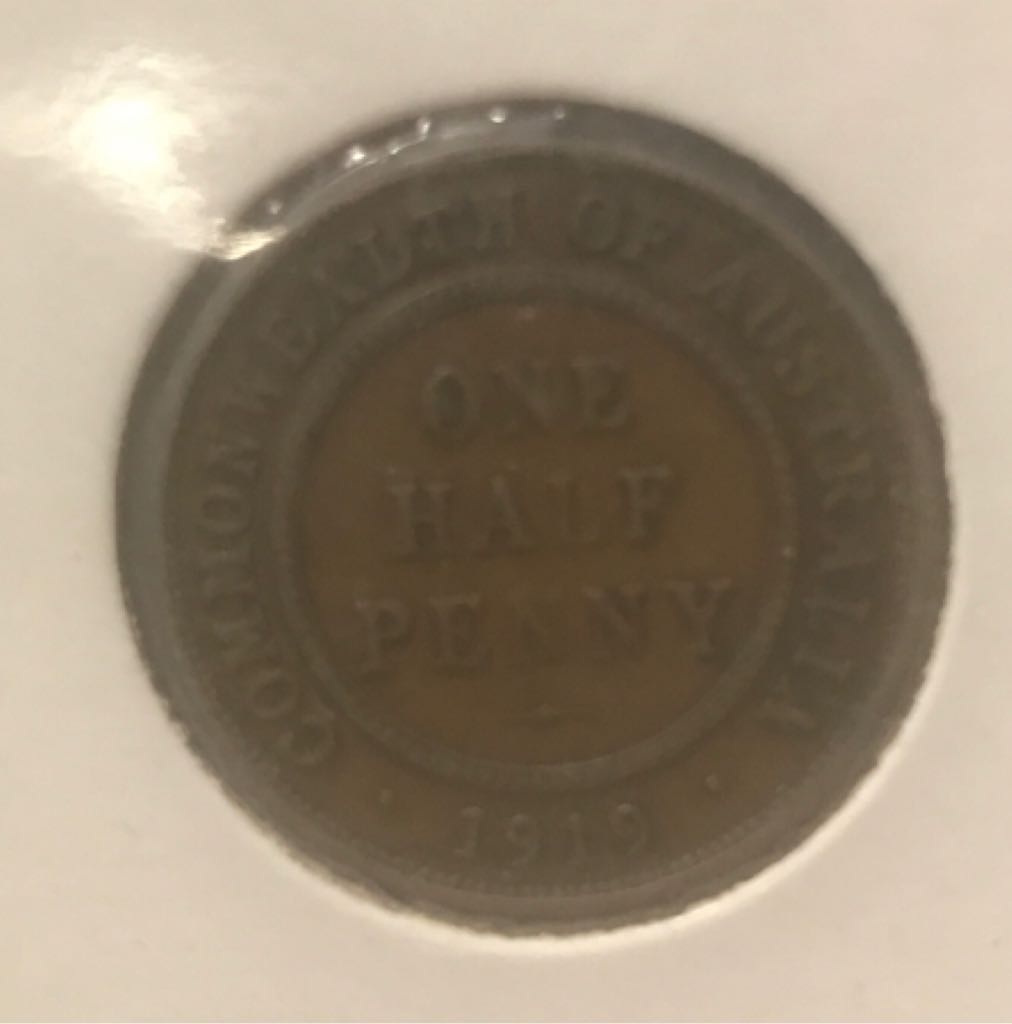 COMMONWEALTH OF AUSTRALIA
ONE
HALF
PENNY
1919